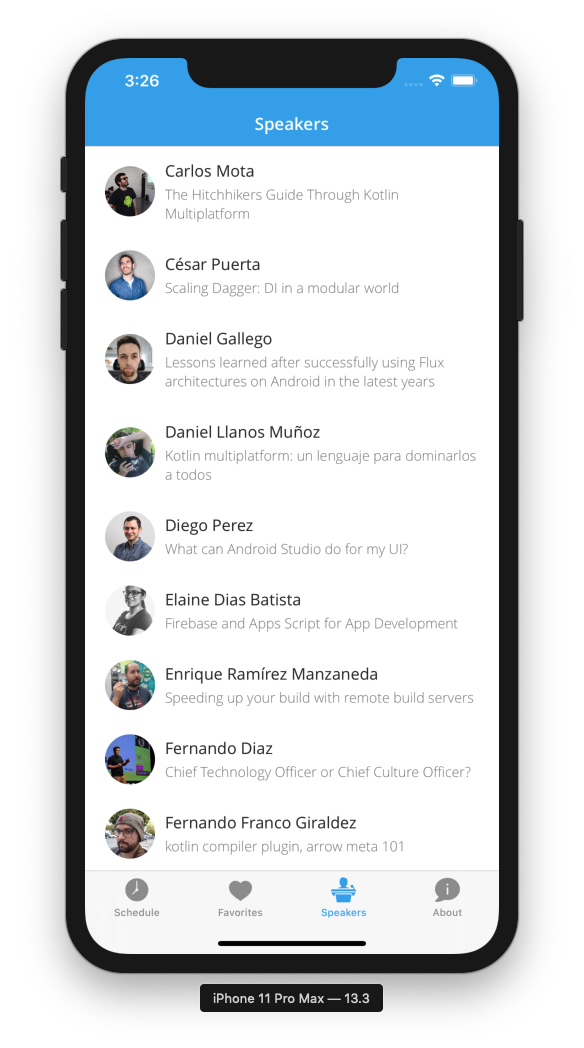 3:26
Speakers
Carlos Mota
The Hitchhikers Guide Through Kotlin
Multiplatform
César Puerta
Scaling Dagger: DI in a modular world
Daniel Gallego
Lessons learned after successfully using Flux
architectures on Android in the latest years
Daniel Llanos Muñoz
Kotlin multiplatform: un lenguaje para dominarlos
a todos
Diego Perez
What can Android Studio do for my UI?
Elaine Dias Batista
Firebase and Apps Script for App Development
Enrique Ramírez Manzaneda
Speeding up your build with remote build servers
Fernando Diaz
Chief Technology Officer or Chief Culture Officer?
Fernando Franco Giraldez
kotlin compiler plugin, arrow meta 101
Schedule
Favorites
Speakers
About
iPhone 11 Pro Max — 13.3